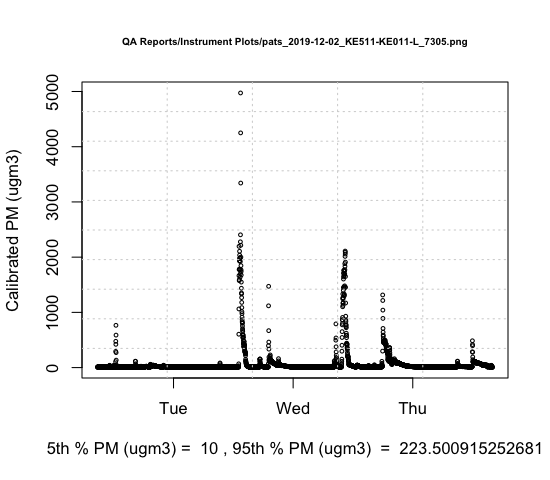 QA Reports/Instrument Plots/pats_2019-12-02_KE511-KE011-L_7305.png
Calibrated PM (ugm3)
5000
4000
3000
2000
1000
0
Tue Wed Thu
5th % PM (ugm3) = 10 , 95th % PM (ugm3) = 223.500915252681